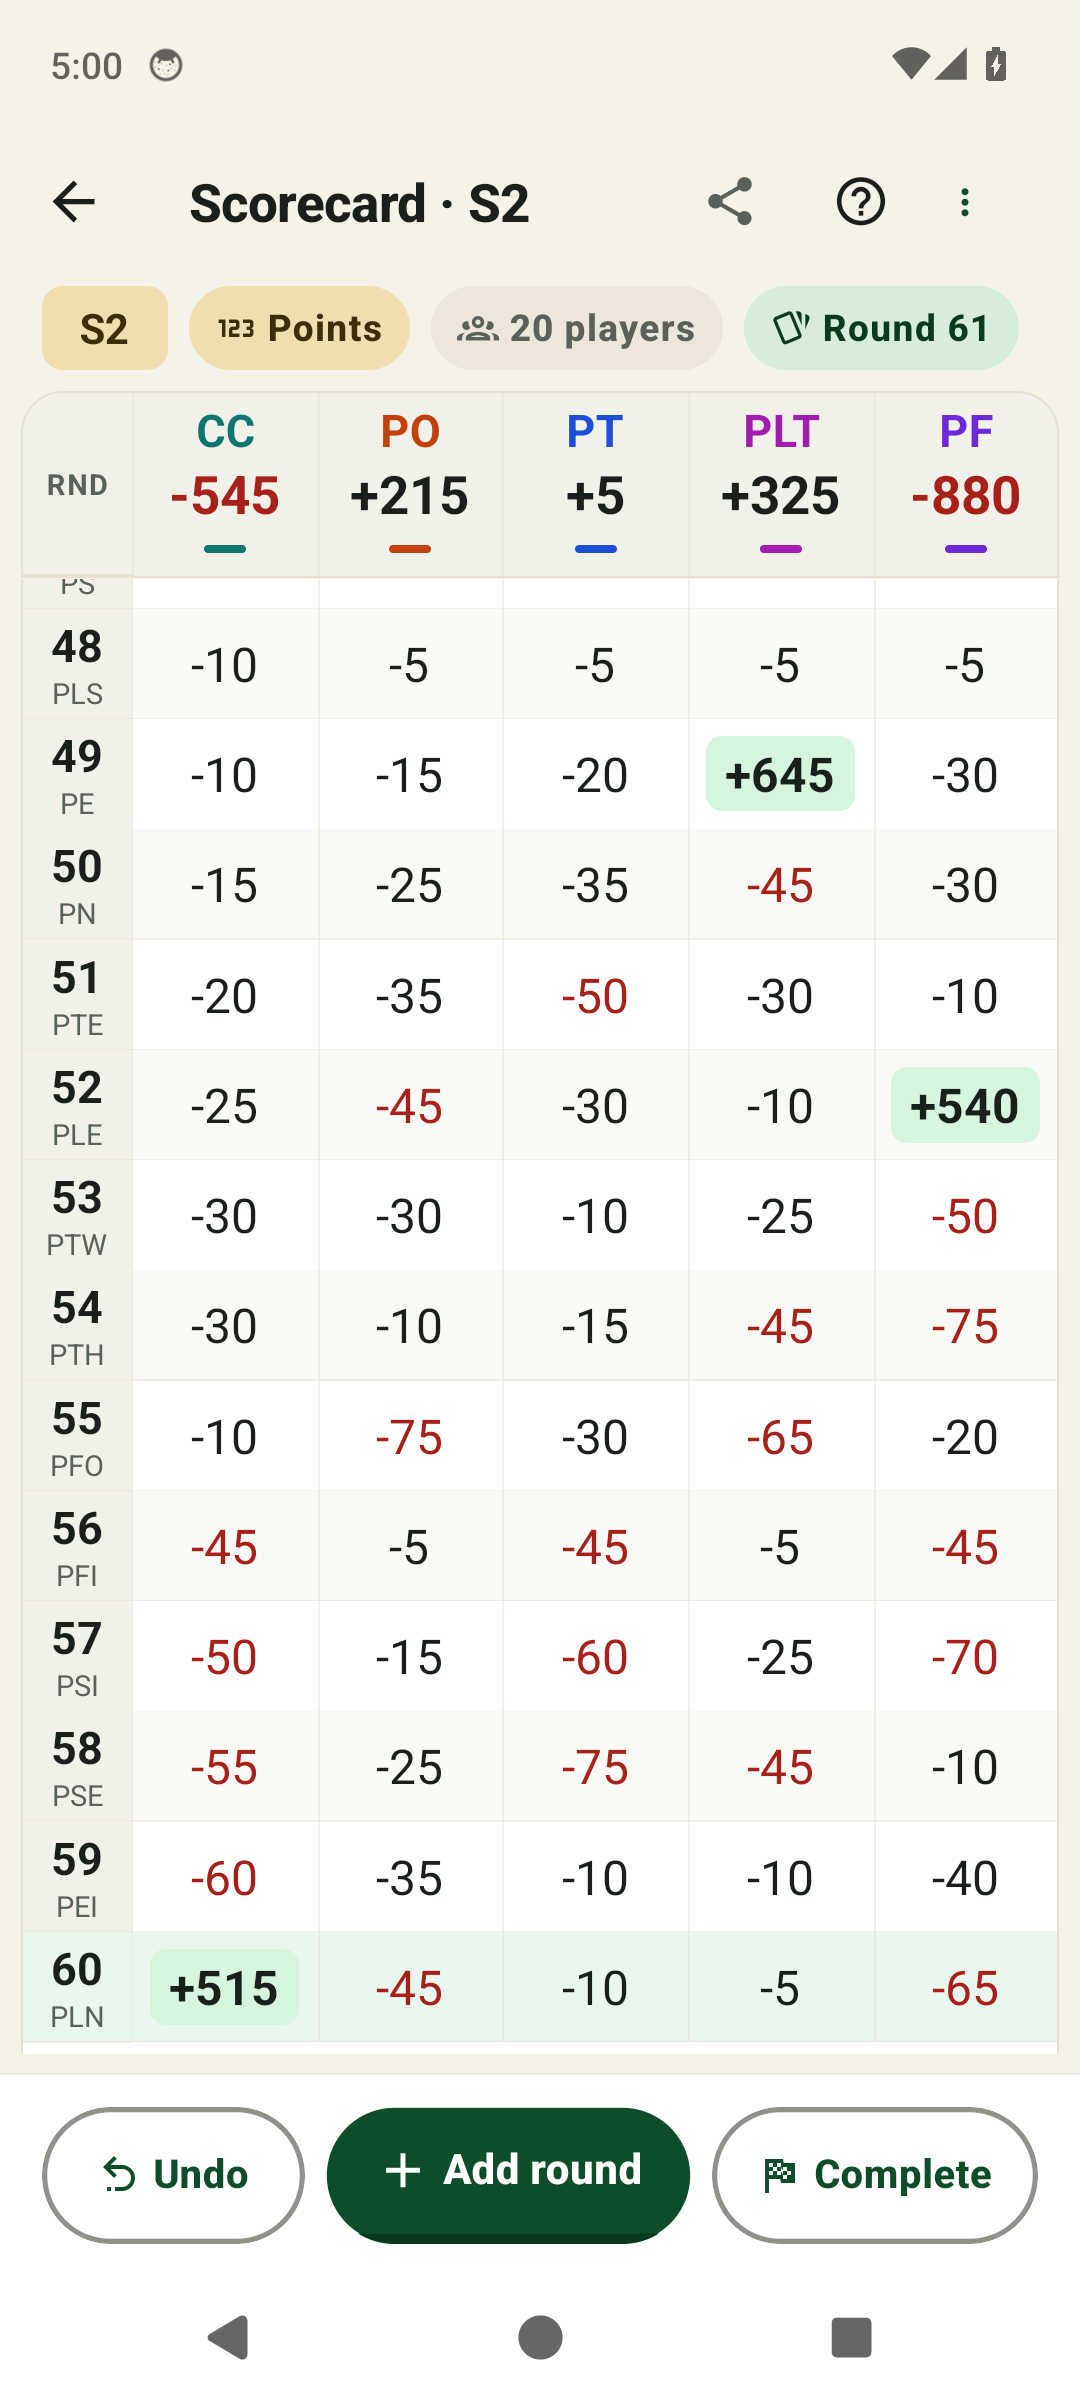 5:00
Scorecard · S2
S2 123 Points 20 players Round 61
RND CC PO PT PLT PF
-545 +215 +5 +325 -880
PS
48 PLS -10 -5 -5 -5 -5
49 PE -10 -15 -20 +645 -30
50 PN -15 -25 -35 -45 -30
51 PTE -20 -35 -50 -30 -10
52 PLE -25 -45 -30 -10 +540
53 PTW -30 -30 -10 -25 -50
54 PTH -30 -10 -15 -45 -75
55 PFO -10 -75 -30 -65 -20
56 PFI -45 -5 -45 -5 -45
57 PSI -50 -15 -60 -25 -70
58 PSE -55 -25 -75 -45 -10
59 PEI -60 -35 -10 -10 -40
60 PLN +515 -45 -10 -5 -65
Undo + Add round Complete